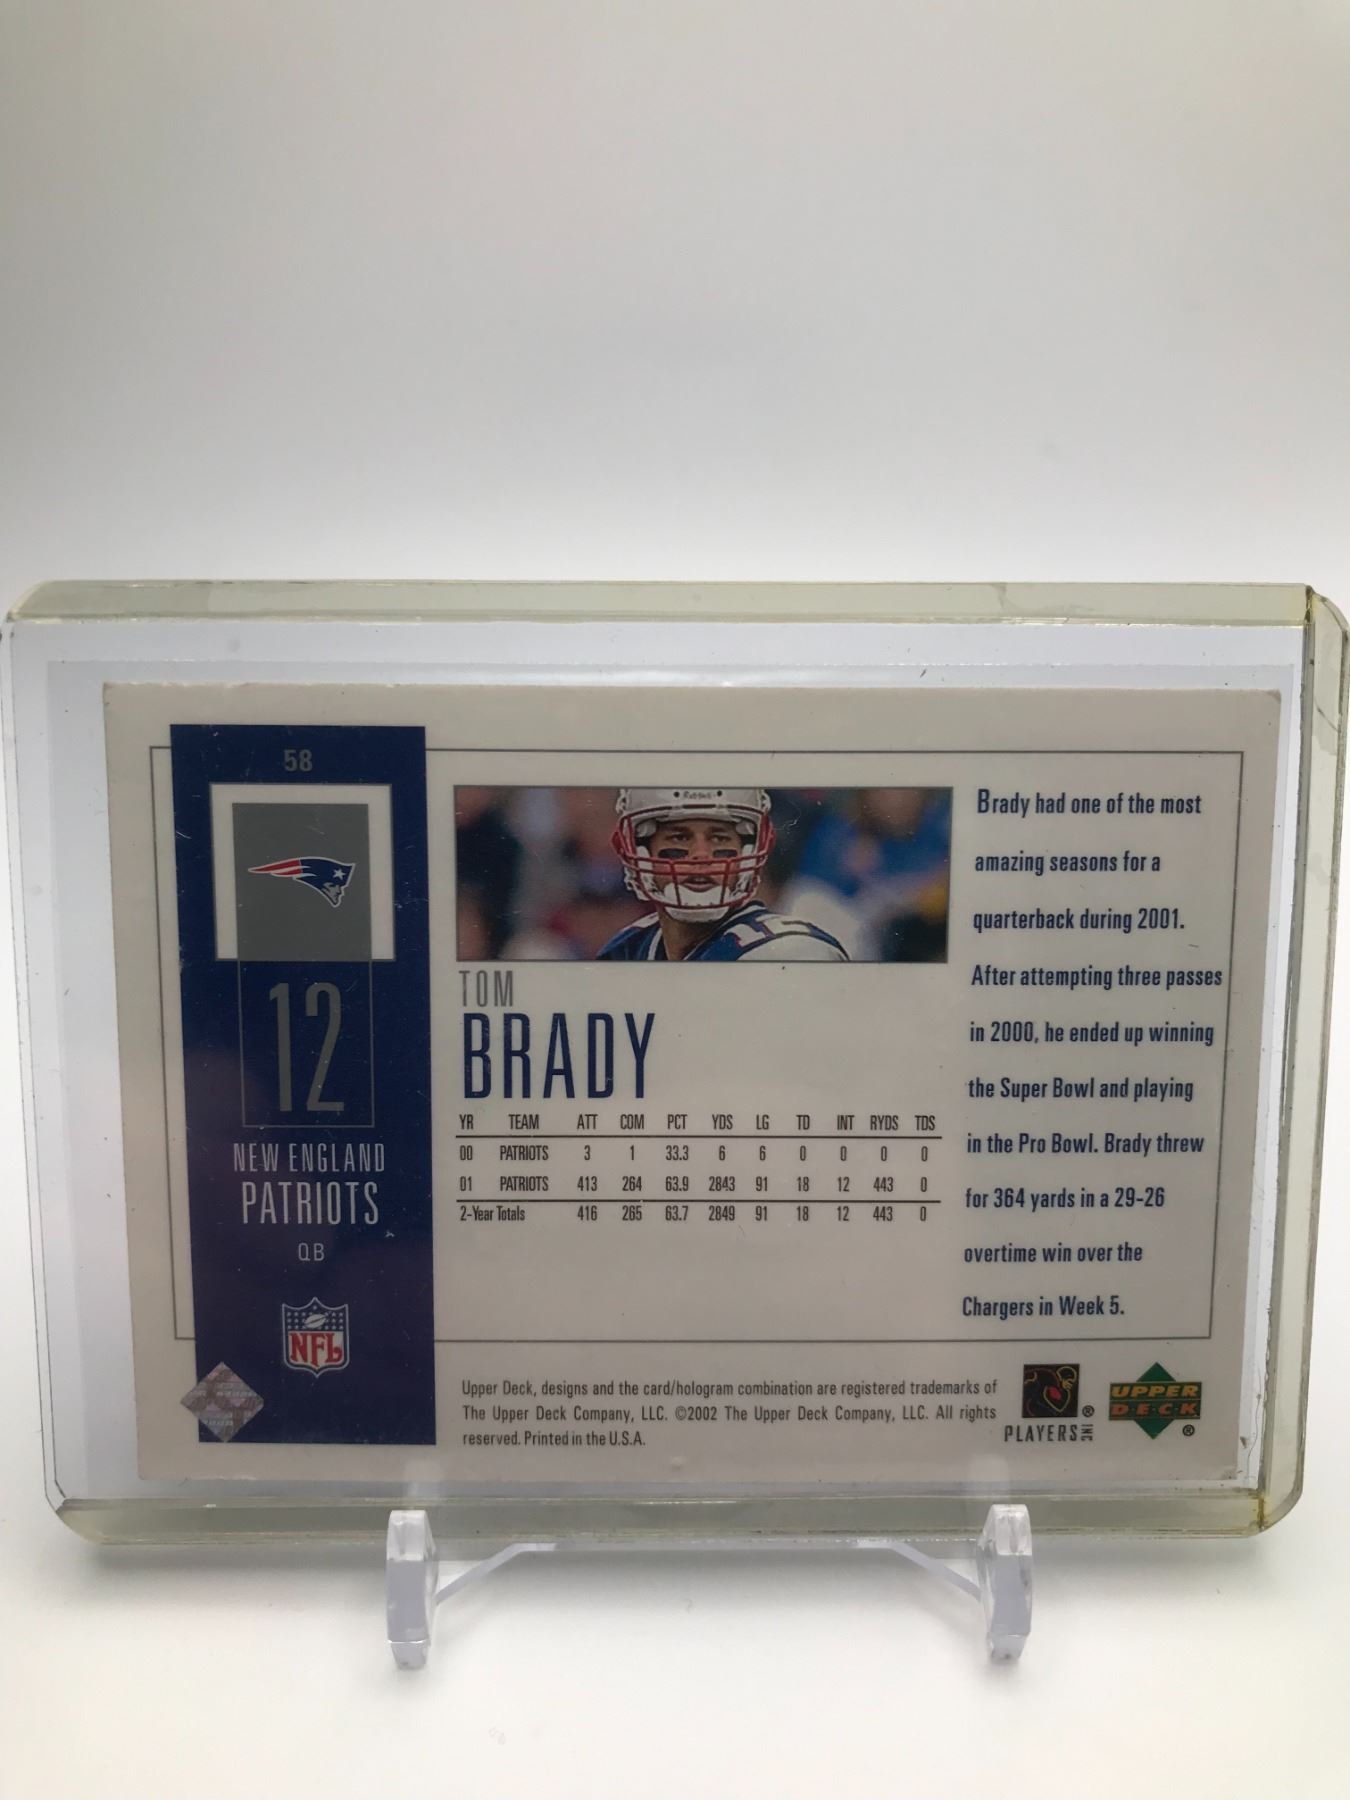 58
12
NEW ENGLAND
PATRIOTS
QB
NFL
TOM
BRADY
YR TEAM ATT COM PCT YDS LG TD INT RYDS TDS
00 PATRIOTS 3 1 33.3 6 6 0 0 0 0
01 PATRIOTS 413 264 63.9 2843 91 18 12 443 0
2-Year Totals 416 265 63.7 2849 91 18 12 443 0
Brady had one of the most
amazing seasons for a
quarterback during 2001.
After attempting three passes
in 2000, he ended up winning
the Super Bowl and playing
in the Pro Bowl. Brady threw
for 364 yards in a 29-26
overtime win over the
Chargers in Week 5.
Upper Deck, designs and the card/hologram combination are registered trademarks of
The Upper Deck Company, LLC. ©2002 The Upper Deck Company, LLC. All rights
reserved. Printed in the U.S.A.
PLAYERS INC ®
UPPER
DECK ®